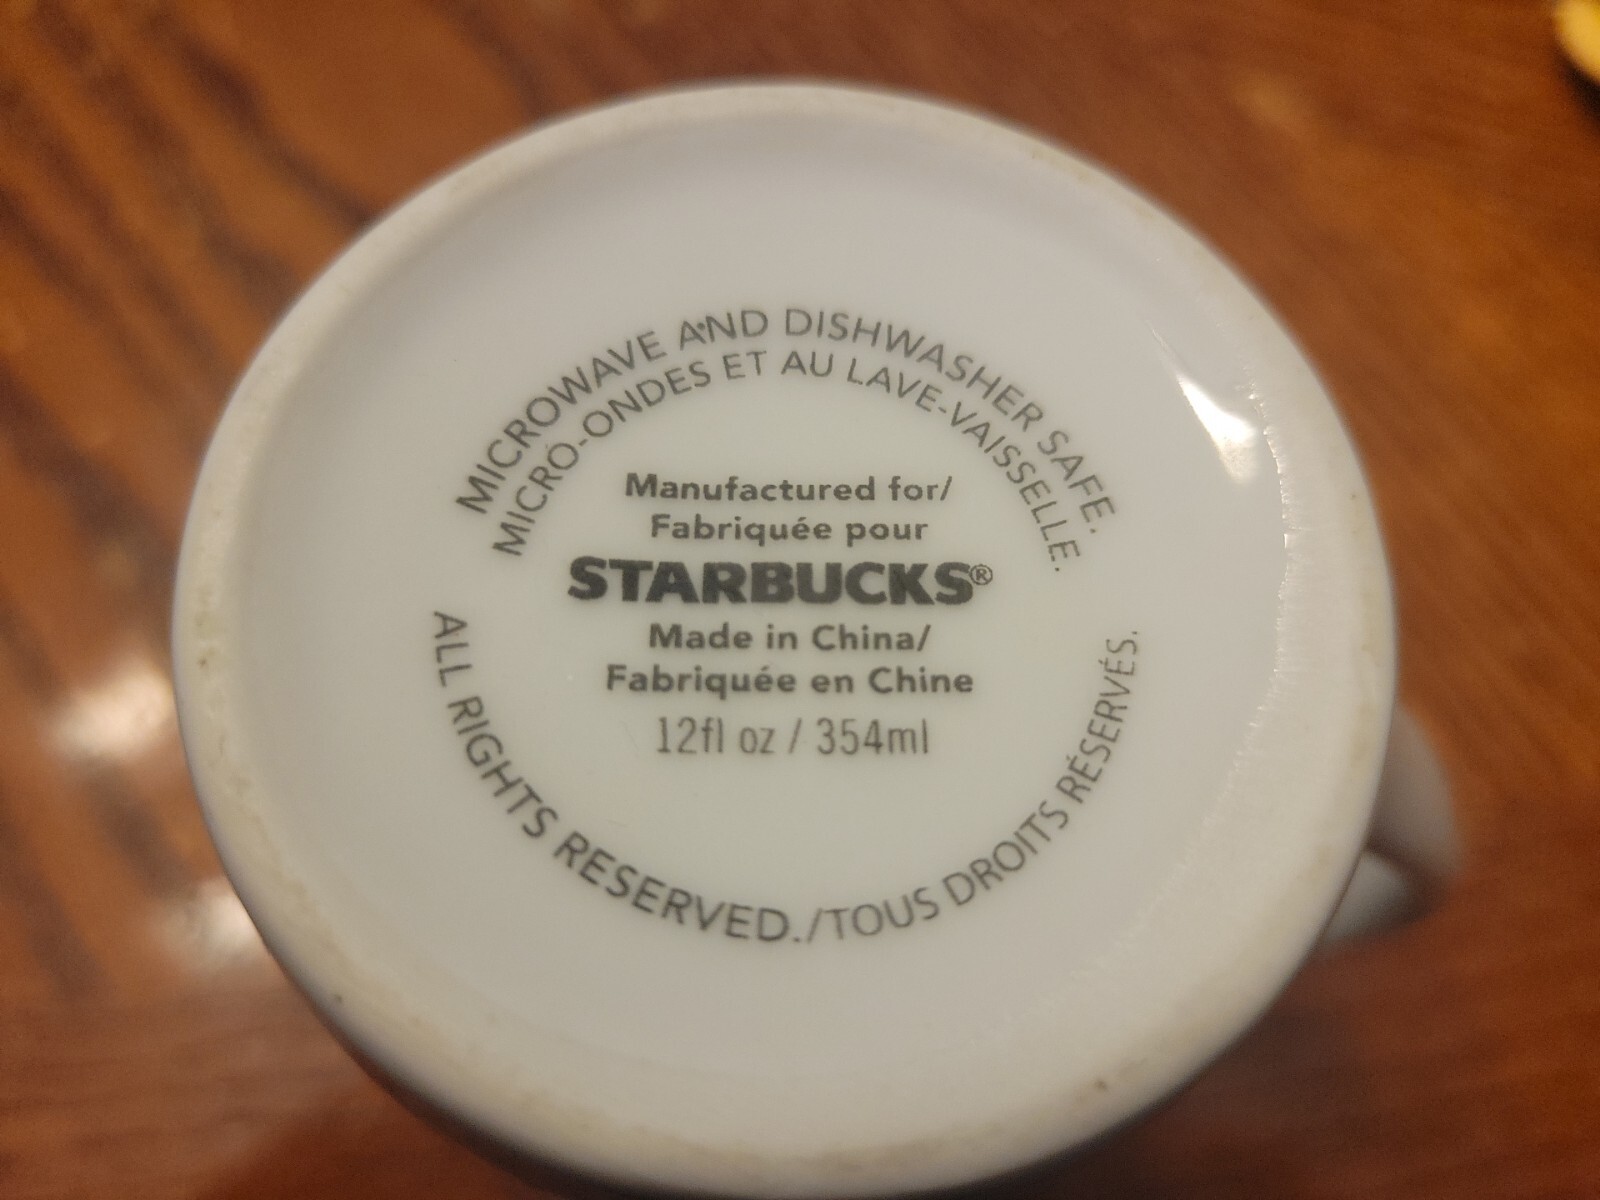 MICROWAVE AND DISHWASHER SAFE.
MICRO-ONDES ET AU LAVE-VAISSELLE.
Manufactured for/
Fabriquée pour
STARBUCKS®
Made in China/
Fabriquée en Chine
12fl oz / 354ml
ALL RIGHTS RESERVED./TOUS DROITS RÉSERVÉS.